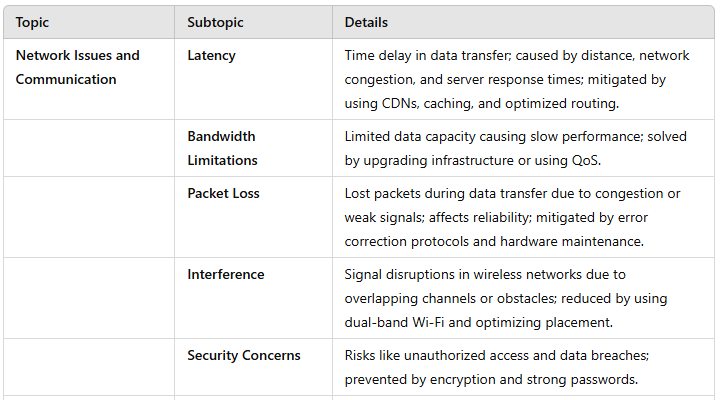 Topic Subtopic Details
Network Issues and Communication
Latency
Time delay in data transfer; caused by distance, network
congestion, and server response times; mitigated by
using CDNs, caching, and optimized routing.
Bandwidth
Limitations
Limited data capacity causing slow performance; solved
by upgrading infrastructure or using QoS.
Packet Loss
Lost packets during data transfer due to congestion or
weak signals; affects reliability; mitigated by error
correction protocols and hardware maintenance.
Interference
Signal disruptions in wireless networks due to
overlapping channels or obstacles; reduced by using
dual-band Wi-Fi and optimizing placement.
Security Concerns
Risks like unauthorized access and data breaches;
prevented by encryption and strong passwords.